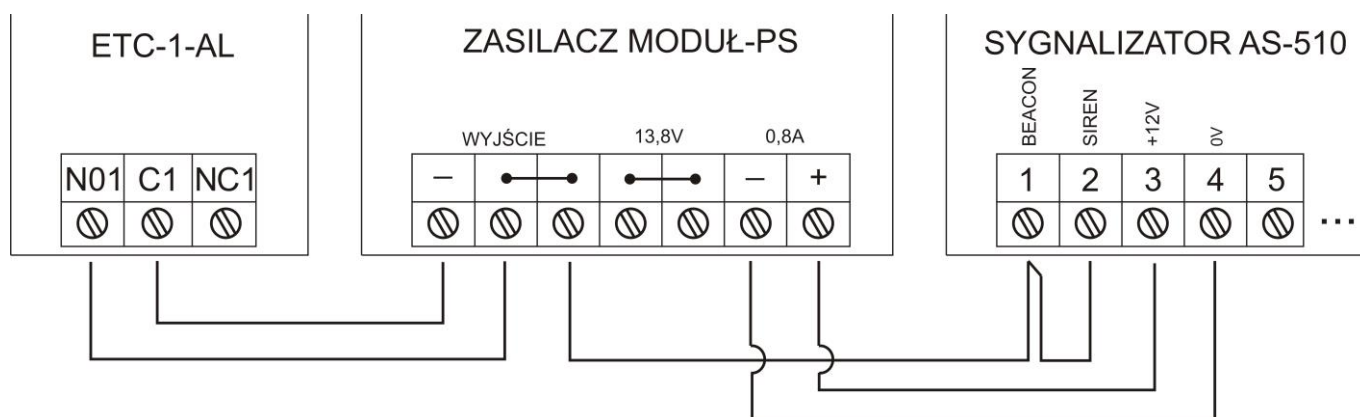 ETC-1-AL
N01 C1 NC1
ZASILACZ MODUŁ-PS
WYJŚCIE 13,8V 0,8A
– – +
SYGNALIZATOR AS-510
BEACON
SIREN
+12V
0V
1 2 3 4 5
...